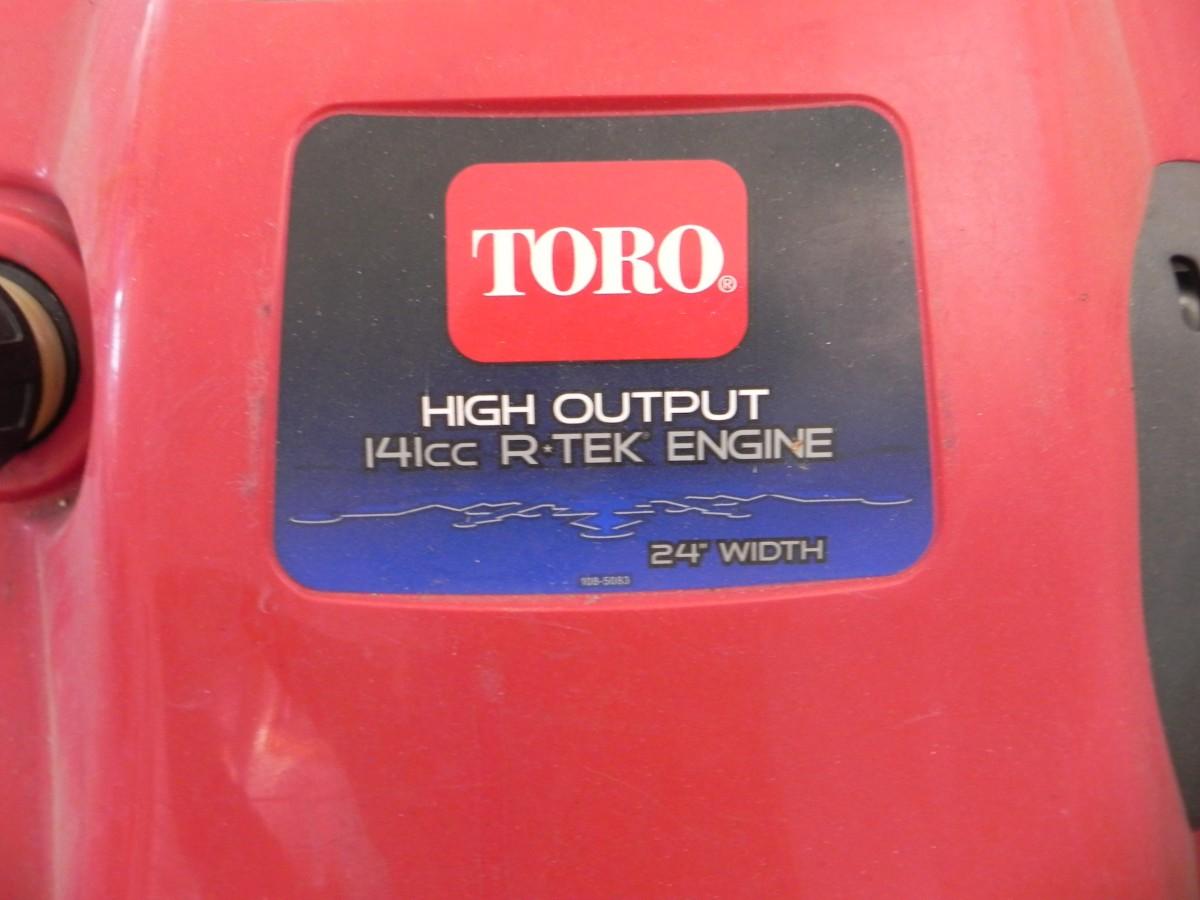 TORO®
HIGH OUTPUT
141cc R*TEK® ENGINE
24" WIDTH
108-5083